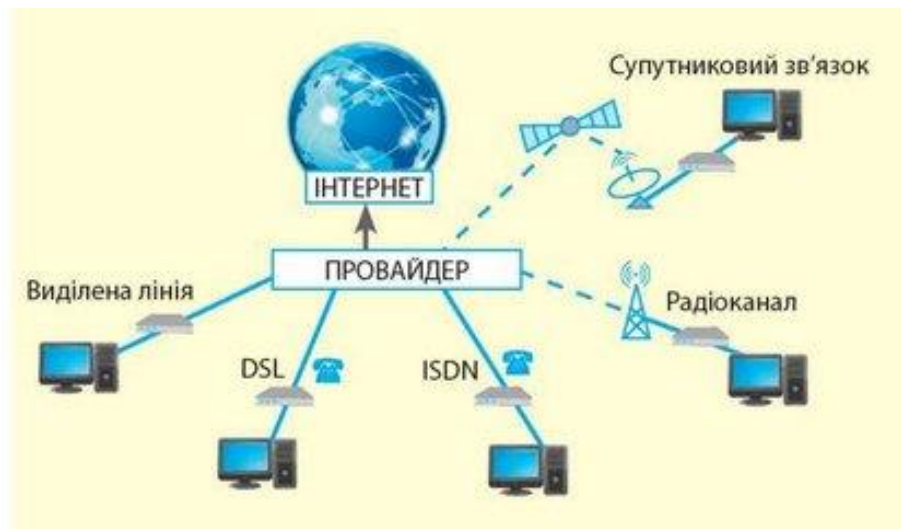 Супутниковий зв'язок
ІНТЕРНЕТ
ПРОВАЙДЕР
Виділена лінія
Радіоканал
DSL
ISDN